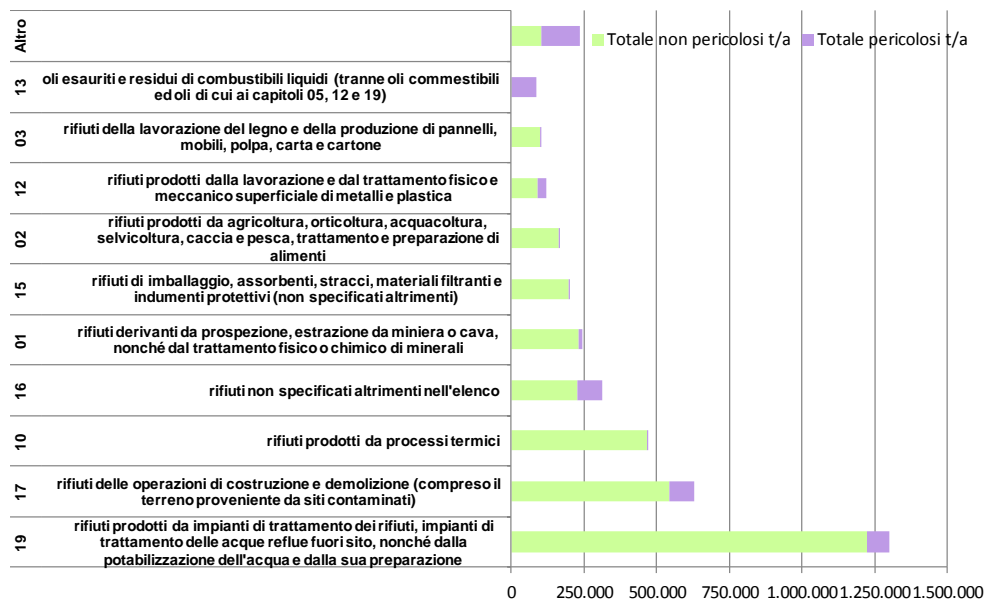 Altro
Totale non pericolosi t/a
Totale pericolosi t/a
13
oli esauriti e residui di combustibili liquidi (tranne oli commestibili
ed oli di cui ai capitoli 05, 12 e 19)
03
rifiuti della lavorazione del legno e della produzione di pannelli,
mobili, polpa, carta e cartone
12
rifiuti prodotti dalla lavorazione e dal trattamento fisico e
meccanico superficiale di metalli e plastica
02
rifiuti prodotti da agricoltura, orticoltura, acquacoltura,
selvicoltura, caccia e pesca, trattamento e preparazione di
alimenti
15
rifiuti di imballaggio, assorbenti, stracci, materiali filtranti e
indumenti protettivi (non specificati altrimenti)
01
rifiuti derivanti da prospezione, estrazione da miniera o cava,
nonché dal trattamento fisico o chimico di minerali
16
rifiuti non specificati altrimenti nell'elenco
10
rifiuti prodotti da processi termici
17
rifiuti delle operazioni di costruzione e demolizione (compreso il
terreno proveniente da siti contaminati)
19
rifiuti prodotti da impianti di trattamento dei rifiuti, impianti di
trattamento delle acque reflue fuori sito, nonché dalla
potabilizzazione dell'acqua e dalla sua preparazione
0 250.000 500.000 750.000 1.000.000 1.250.000 1.500.000